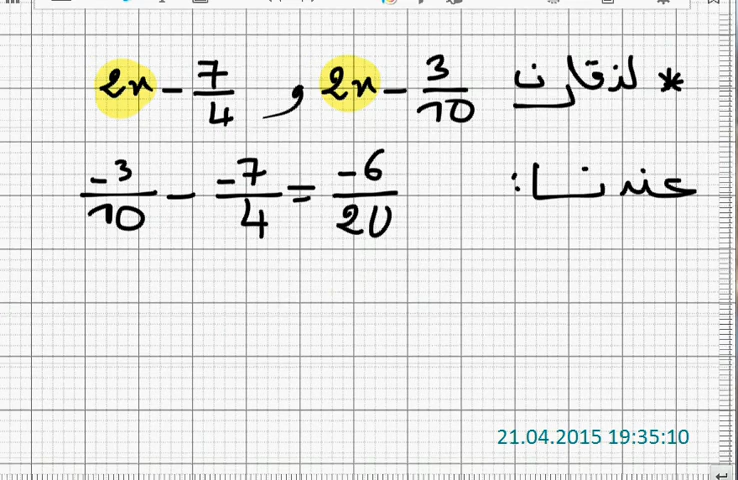 * لنقارن 2x - 3/10 و 2x - 7/4
عندنا:
-3/10 - -7/4 = -6/20
21.04.2015 19:35:10